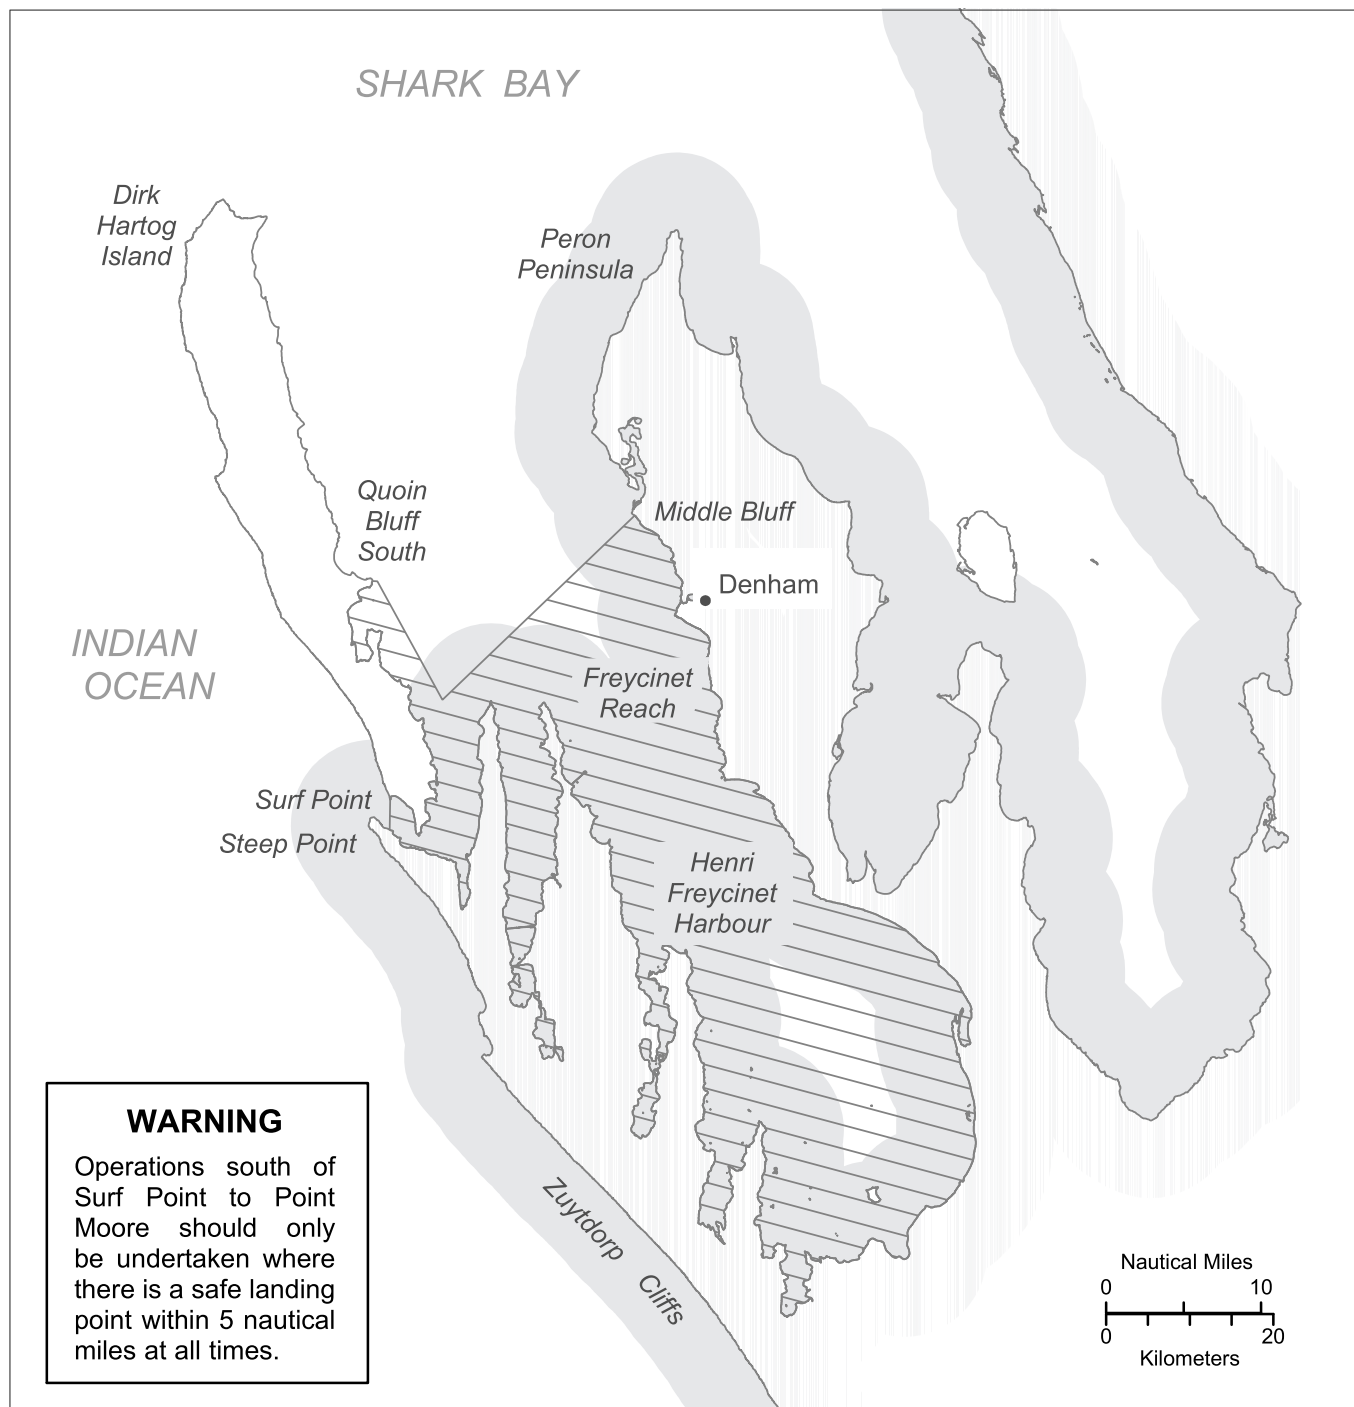 SHARK BAY
Dirk
Hartog
Island
Peron
Peninsula
Quoin
Bluff
South
Middle Bluff
Denham
INDIAN
OCEAN
Freycinet
Reach
Surf Point
Steep Point
Henri
Freycinet
Harbour
WARNING
Operations south of
Surf Point to Point
Moore should only
be undertaken where
there is a safe landing
point within 5 nautical
miles at all times.
Zuytdorp Cliffs
Nautical Miles
0 10
0 20
Kilometers